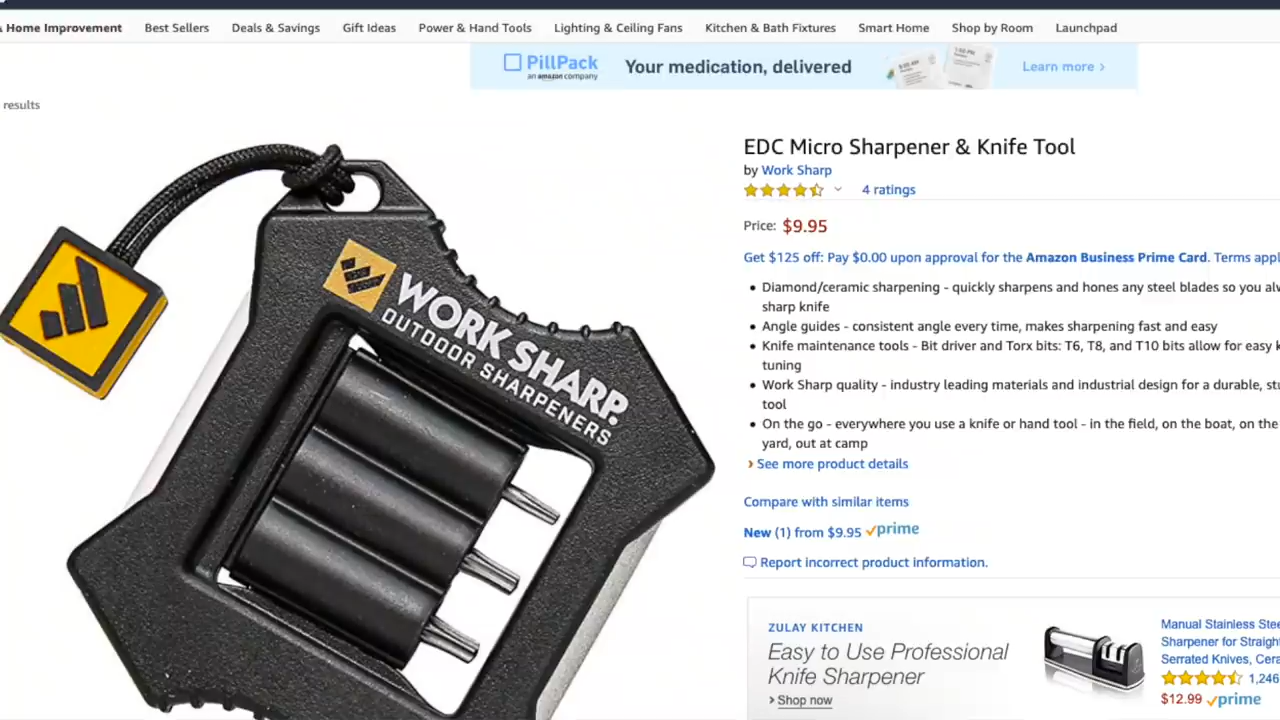 Home Improvement Best Sellers Deals & Savings Gift Ideas Power & Hand Tools Lighting & Ceiling Fans Kitchen & Bath Fixtures Smart Home Shop by Room Launchpad
PillPack
an amazon company
Your medication, delivered
Learn more ›
results
WORK SHARP
OUTDOOR SHARPENERS
EDC Micro Sharpener & Knife Tool
by Work Sharp
4 ratings
Price: $9.95
Get $125 off: Pay $0.00 upon approval for the Amazon Business Prime Card. Terms appl
• Diamond/ceramic sharpening - quickly sharpens and hones any steel blades so you alw
sharp knife
• Angle guides - consistent angle every time, makes sharpening fast and easy
• Knife maintenance tools - Bit driver and Torx bits: T6, T8, and T10 bits allow for easy k
tuning
• Work Sharp quality - industry leading materials and industrial design for a durable, stu
tool
• On the go - everywhere you use a knife or hand tool - in the field, on the boat, on the
yard, out at camp
› See more product details
Compare with similar items
New (1) from $9.95 prime
Report incorrect product information.
ZULAY KITCHEN
Easy to Use Professional
Knife Sharpener
› Shop now
Manual Stainless Stee
Sharpener for Straigh
Serrated Knives, Cera
1,246
$12.99 prime